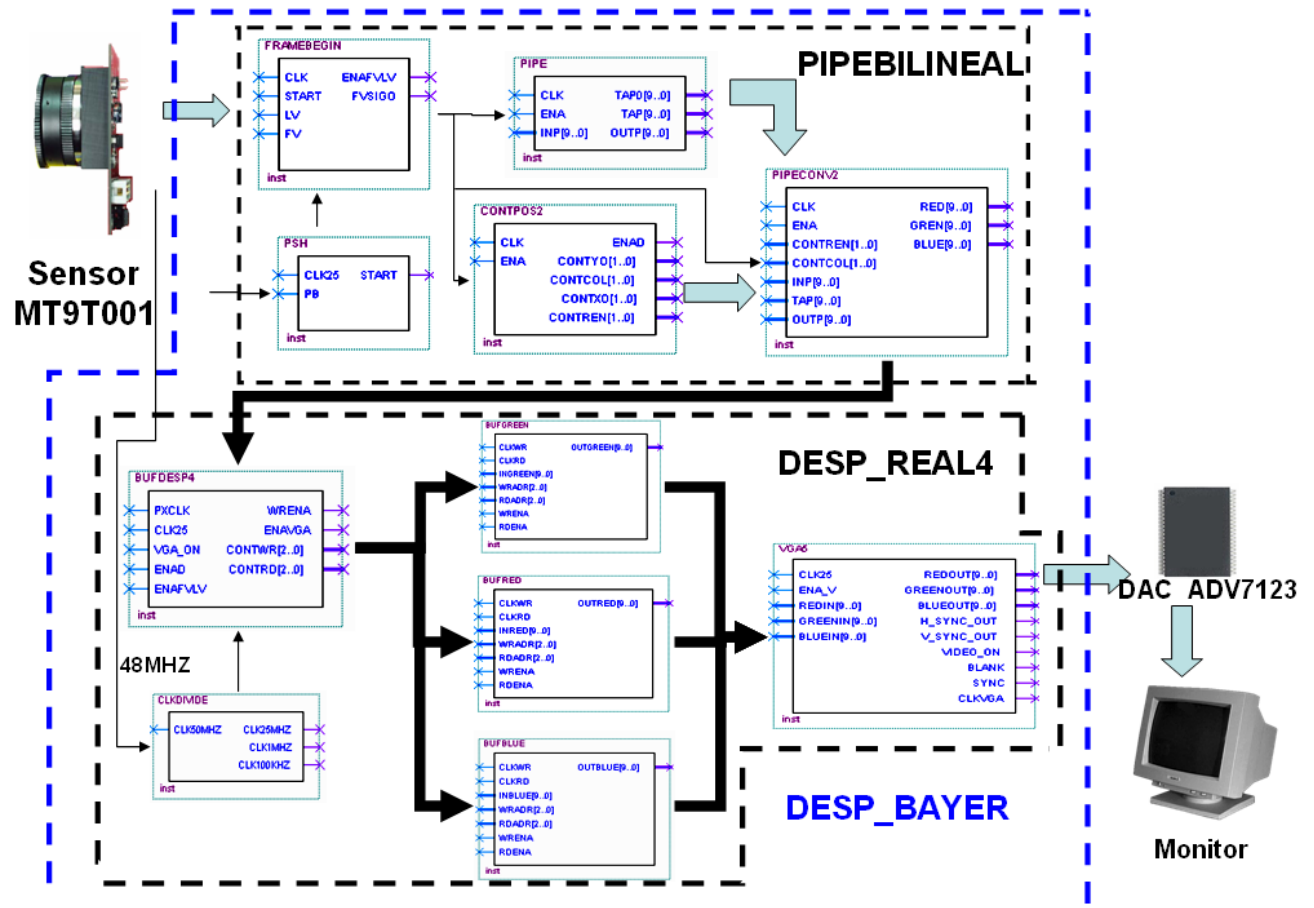 Sensor
MT9T001
PIPEBILINEAL
FRAMEBEGIN
CLK ENAFVLV
START FVSIGO
LV
FV
inst
PIPE
CLK TAP0[9..0]
ENA TAP[9..0]
INP[9..0] OUTP[9..0]
inst
PSH
CLK25 START
PB
inst
CONTPOS2
CLK ENAD
ENA CONTYO[1..0]
CONTCOL[1..0]
CONTXO[1..0]
CONTREN[1..0]
inst
PIPECONV2
CLK RED[9..0]
ENA GREN[9..0]
CONTREN[1..0] BLUE[9..0]
CONTCOL[1..0]
INP[9..0]
TAP[9..0]
OUTP[9..0]
inst
DESP_REAL4
BUFDESP4
PXCLK WRENA
CLK25 ENAVGA
VGA_ON CONTWR[2..0]
ENAD CONTRD[2..0]
ENAFVLV
inst
48MHZ
CLKDIVIDE
CLK50MHZ CLK25MHZ
CLK1MHZ
CLK100KHZ
inst
BUFGREEN
CLKWR OUTGREEN[9..0]
CLKRD
INGREEN[9..0]
WRADR[2..0]
RDADR[2..0]
WRENA
RDENA
inst
BUFRED
CLKWR OUTRED[9..0]
CLKRD
INRED[9..0]
WRADR[2..0]
RDADR[2..0]
WRENA
RDENA
inst
BUFBLUE
CLKWR OUTBLUE[9..0]
CLKRD
INBLUE[9..0]
WRADR[2..0]
RDADR[2..0]
WRENA
RDENA
inst
VGA6
CLK25 REDOUT[9..0]
ENA_V GREENOUT[9..0]
REDIN[9..0] BLUEOUT[9..0]
GREENIN[9..0] H_SYNC_OUT
BLUEIN[9..0] V_SYNC_OUT
VIDEO_ON
BLANK
SYNC
CLKVGA
inst
DESP_BAYER
DAC ADV7123
Monitor